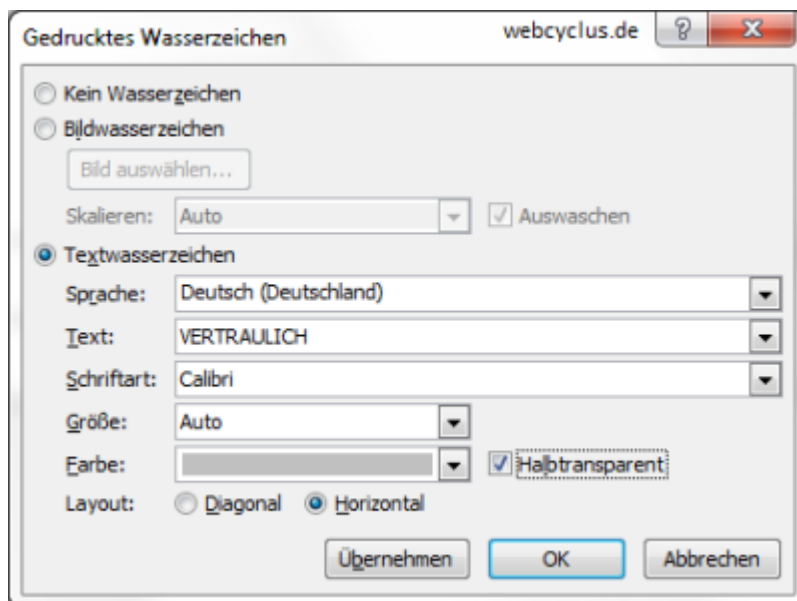 Gedrucktes Wasserzeichen webcyclus.de ?
Kein Wasserzeichen
Bildwasserzeichen
Bild auswählen...
Skalieren: Auto Auswaschen
Textwasserzeichen
Sprache: Deutsch (Deutschland)
Text: VERTRAULICH
Schriftart: Calibri
Größe: Auto
Farbe: Halbtransparent
Layout: Diagonal Horizontal
Übernehmen OK Abbrechen